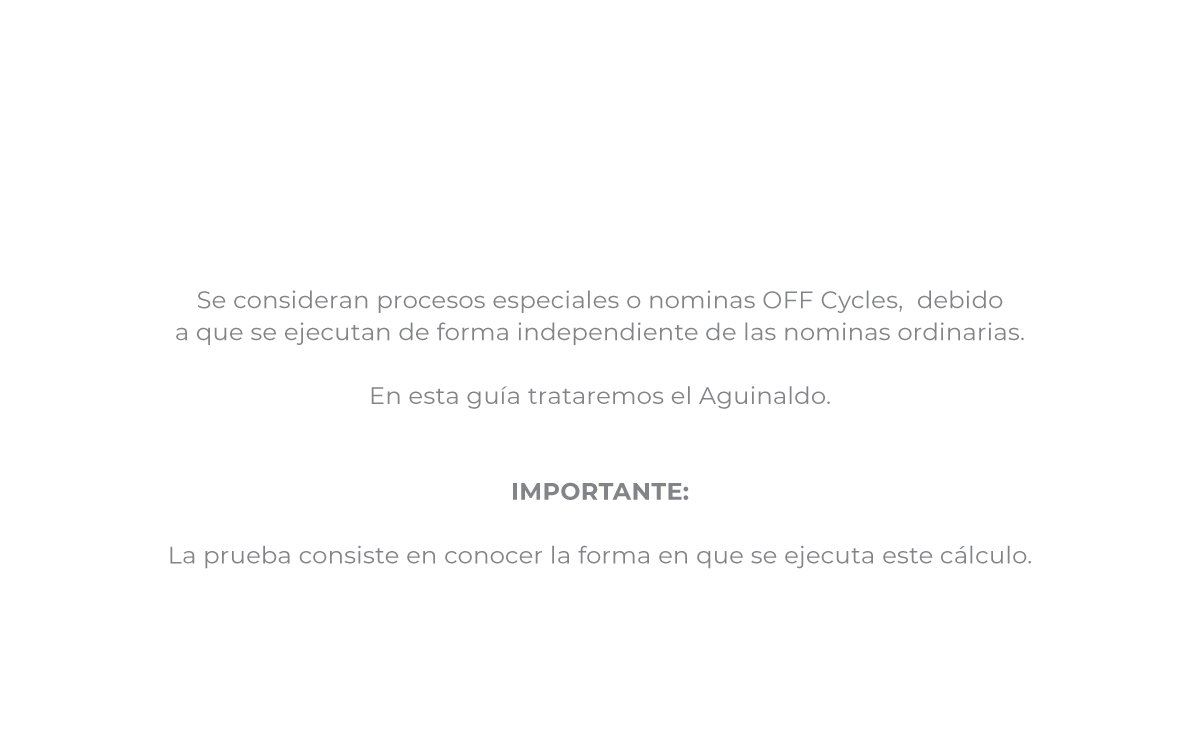 Se consideran procesos especiales o nominas OFF Cycles,  debido
a que se ejecutan de forma independiente de las nominas ordinarias.
En esta guía trataremos el Aguinaldo.
IMPORTANTE:
La prueba consiste en conocer la forma en que se ejecuta este cálculo.